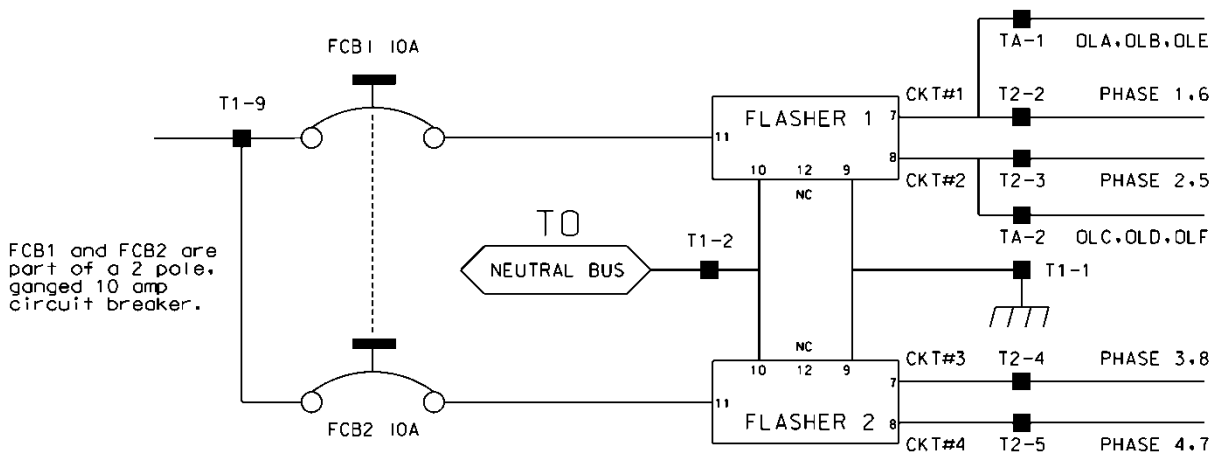 FCB1 10A
T1-9
FCB1 and FCB2 are
part of a 2 pole,
ganged 10 amp
circuit breaker.
FCB2 10A
TO
NEUTRAL BUS
T1-2
11
FLASHER 1
7
8
10 12 9
NC
CKT#1
CKT#2
TA-1 OLA,OLB,OLE
T2-2 PHASE 1,6
T2-3 PHASE 2,5
TA-2 OLC,OLD,OLF
T1-1
NC
10 12 9
11
FLASHER 2
7
8
CKT#3 T2-4 PHASE 3,8
CKT#4 T2-5 PHASE 4,7